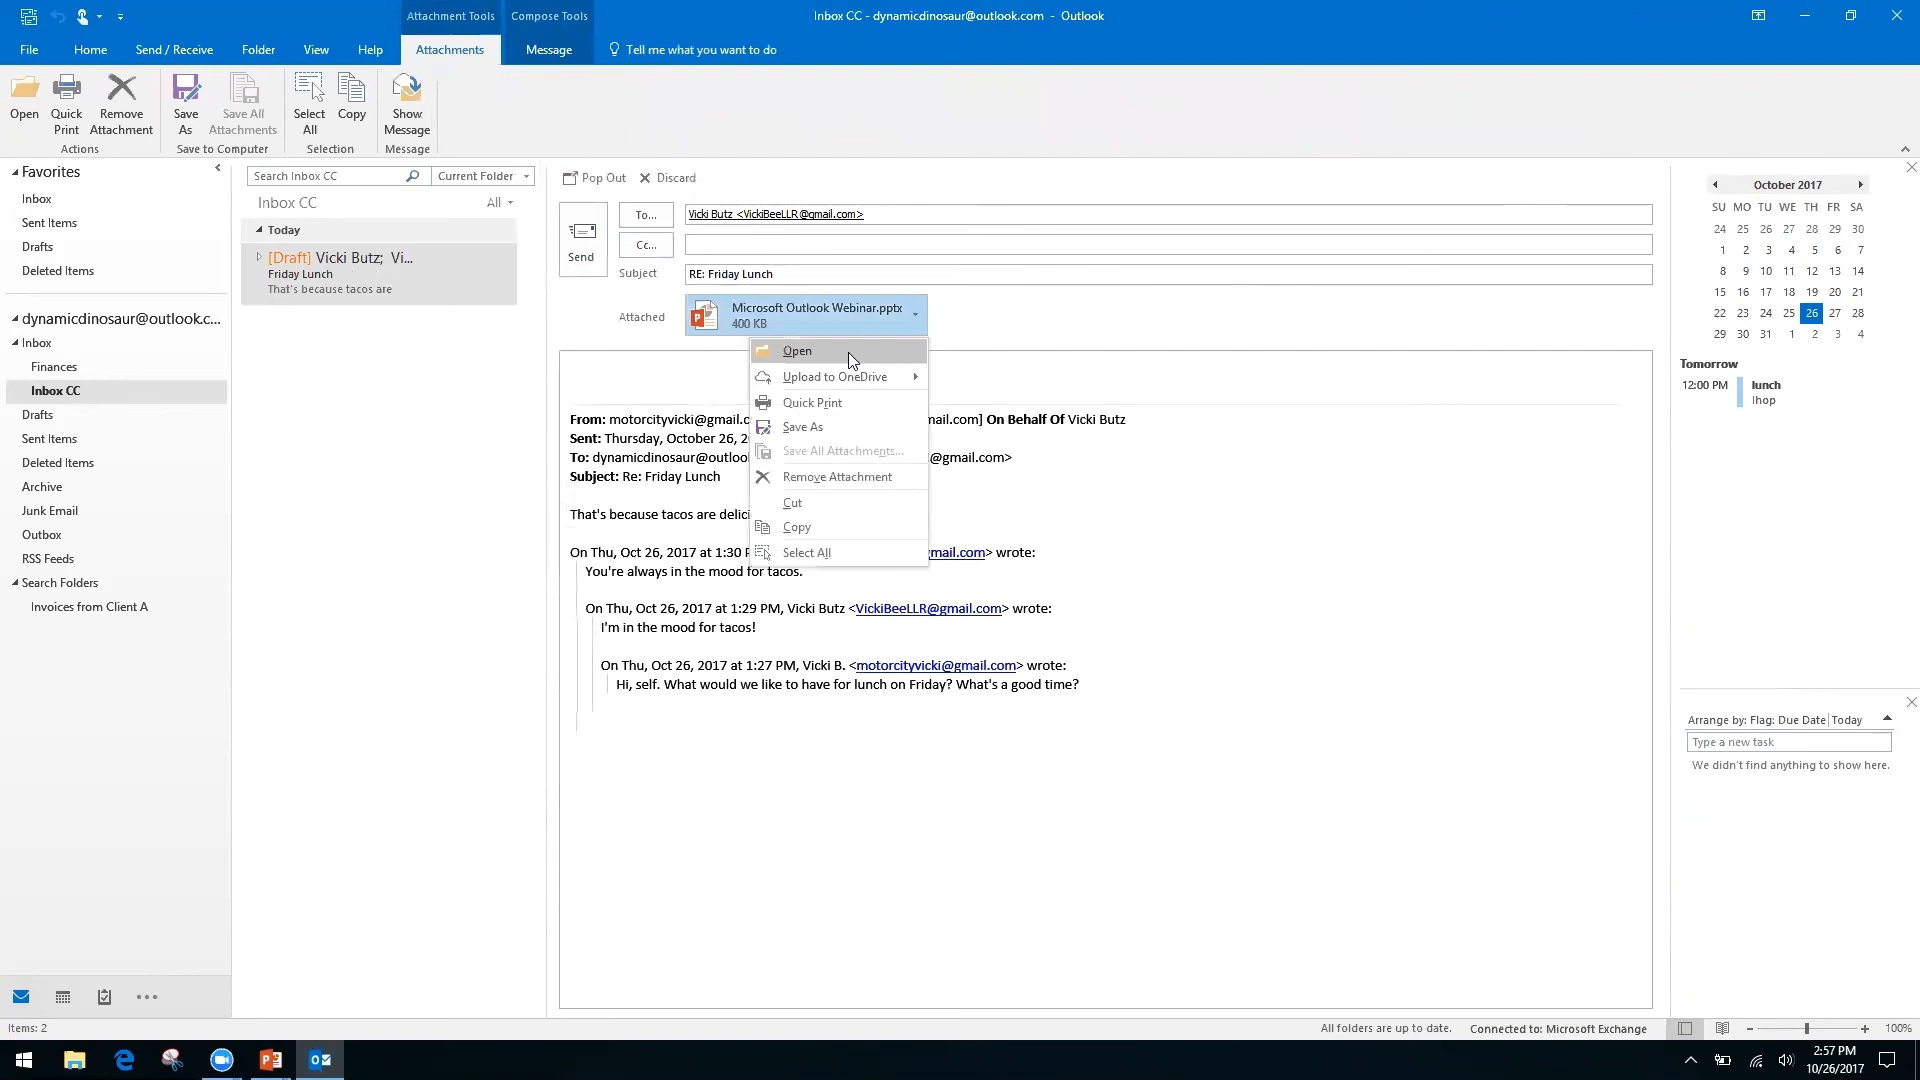 Attachment Tools
Compose Tools
Inbox CC - dynamicdinosaur@outlook.com - Outlook
File
Home
Send / Receive
Folder
View
Help
Attachments
Message
Tell me what you want to do
Open
Quick
Print
Remove
Attachment
Save
As
Save All
Attachments
Select
All
Copy
Show
Message
Actions
Save to Computer
Selection
Message
Favorites
Inbox
Sent Items
Drafts
Deleted Items
dynamicdinosaur@outlook.c...
Inbox
Finances
Inbox CC
Drafts
Sent Items
Deleted Items
Archive
Junk Email
Outbox
RSS Feeds
Search Folders
Invoices from Client A
Search Inbox CC
Current Folder
Inbox CC
All
Today
[Draft] Vicki Butz; Vi...
Friday Lunch
That's because tacos are
Pop Out
Discard
Send
To...
Vicki Butz <VickiBeeLLR@gmail.com>
Cc...
Subject
RE: Friday Lunch
Attached
Microsoft Outlook Webinar.pptx
400 KB
Open
Upload to OneDrive
Quick Print
Save As
Save All Attachments...
Remove Attachment
Cut
Copy
Select All
From: motorcityvicki@gmail.c
mail.com] On Behalf Of Vicki Butz
Sent: Thursday, October 26, 2
To: dynamicdinosaur@outloo
@gmail.com>
Subject: Re: Friday Lunch
That's because tacos are delici
On Thu, Oct 26, 2017 at 1:30 P
gmail.com> wrote:
You're always in the mood for tacos.
On Thu, Oct 26, 2017 at 1:29 PM, Vicki Butz <VickiBeeLLR@gmail.com> wrote:
I'm in the mood for tacos!
On Thu, Oct 26, 2017 at 1:27 PM, Vicki B. <motorcityvicki@gmail.com> wrote:
Hi, self. What would we like to have for lunch on Friday? What's a good time?
October 2017
SU MO TU WE TH FR SA
24 25 26 27 28 29 30
1 2 3 4 5 6 7
8 9 10 11 12 13 14
15 16 17 18 19 20 21
22 23 24 25 26 27 28
29 30 31 1 2 3 4
Tomorrow
12:00 PM
lunch
Ihop
Arrange by: Flag: Due Date
Today
Type a new task
We didn't find anything to show here.
Items: 2
All folders are up to date.
Connected to: Microsoft Exchange
100%
2:57 PM
10/26/2017